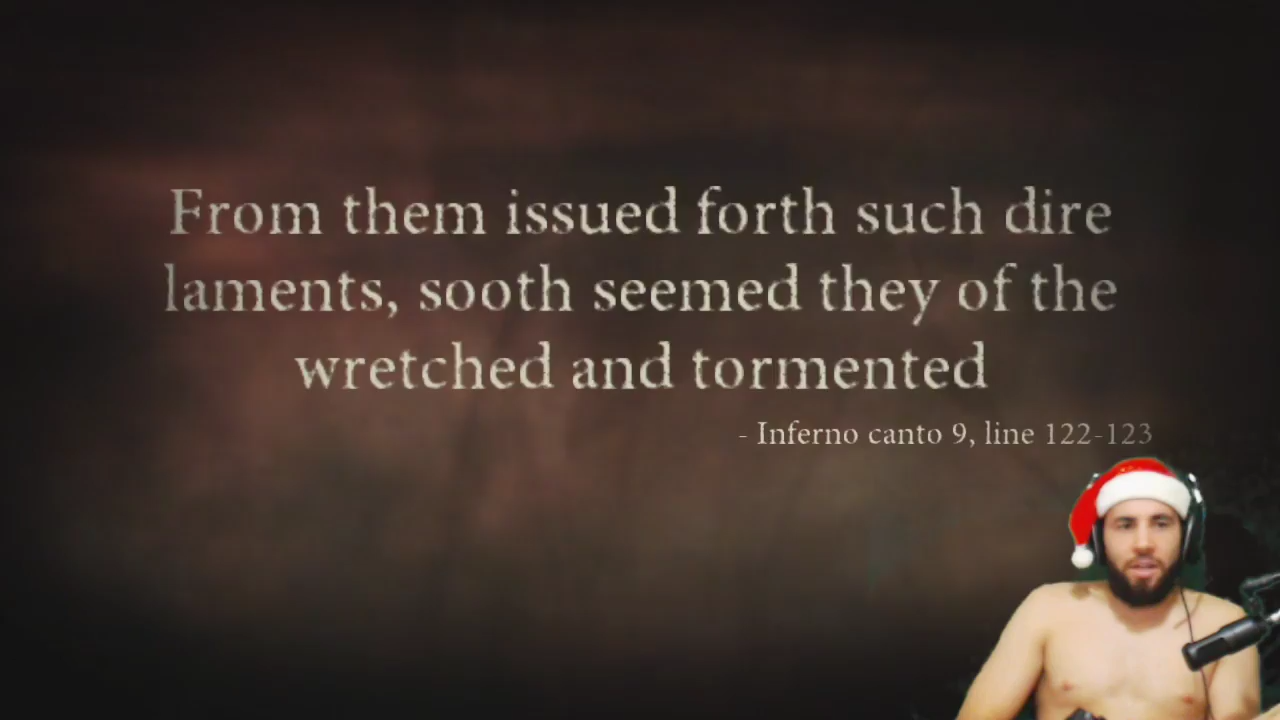 From them issued forth such dire
laments, sooth seemed they of the
wretched and tormented
- Inferno canto 9, line 122-123